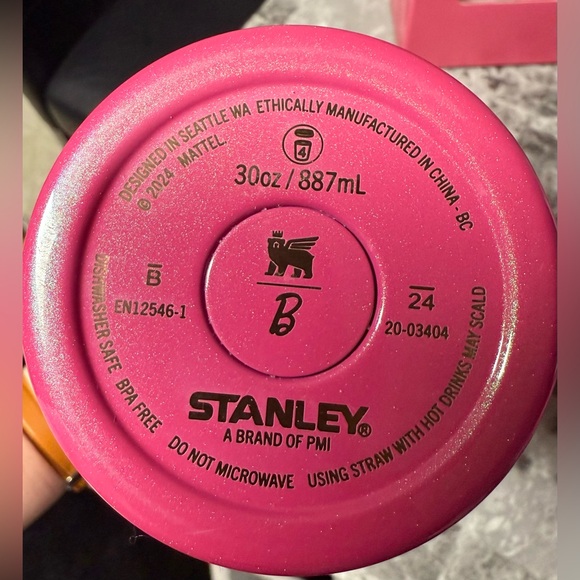 DESIGNED IN SEATTLE WA ETHICALLY MANUFACTURED IN CHINA - BC
© 2024 MATTEL.
4
30oz / 887mL
B
EN12546-1
B
24
20-03404
STANLEY®
A BRAND OF PMI
DISHWASHER SAFE BPA FREE DO NOT MICROWAVE USING STRAW WITH HOT DRINKS MAY SCALD